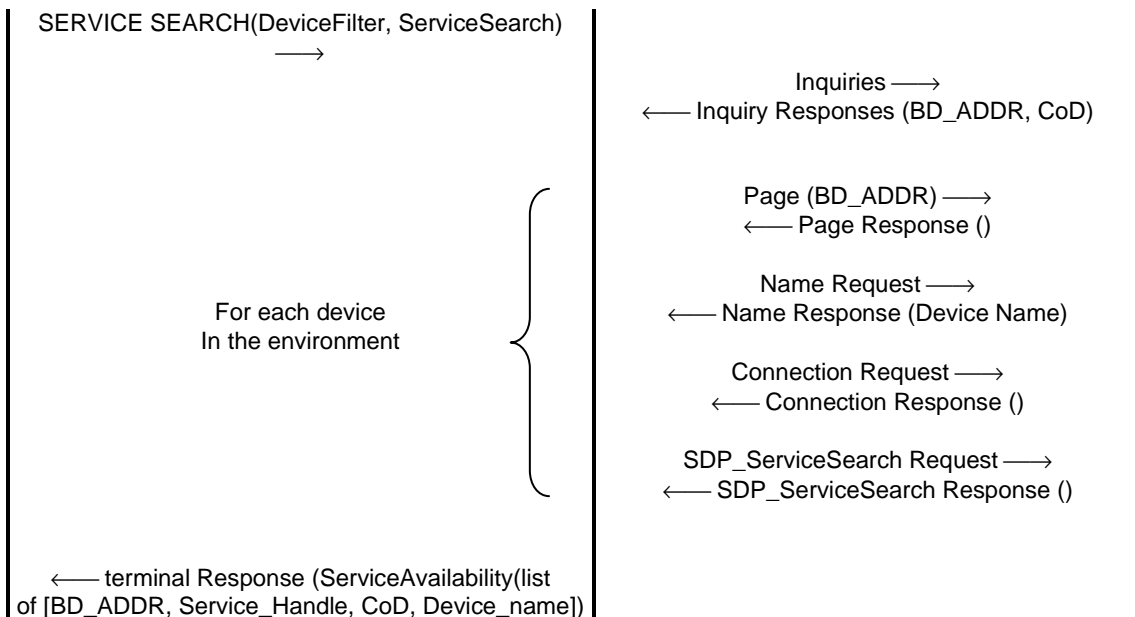 SERVICE SEARCH(DeviceFilter, ServiceSearch)
⟶
Inquiries ⟶
⟵ Inquiry Responses (BD_ADDR, CoD)
Page (BD_ADDR) ⟶
⟵ Page Response ()
Name Request ⟶
⟵ Name Response (Device Name)
For each device
In the environment
Connection Request ⟶
⟵ Connection Response ()
SDP_ServiceSearch Request ⟶
⟵ SDP_ServiceSearch Response ()
⟵ terminal Response (ServiceAvailability(list
of [BD_ADDR, Service_Handle, CoD, Device_name])